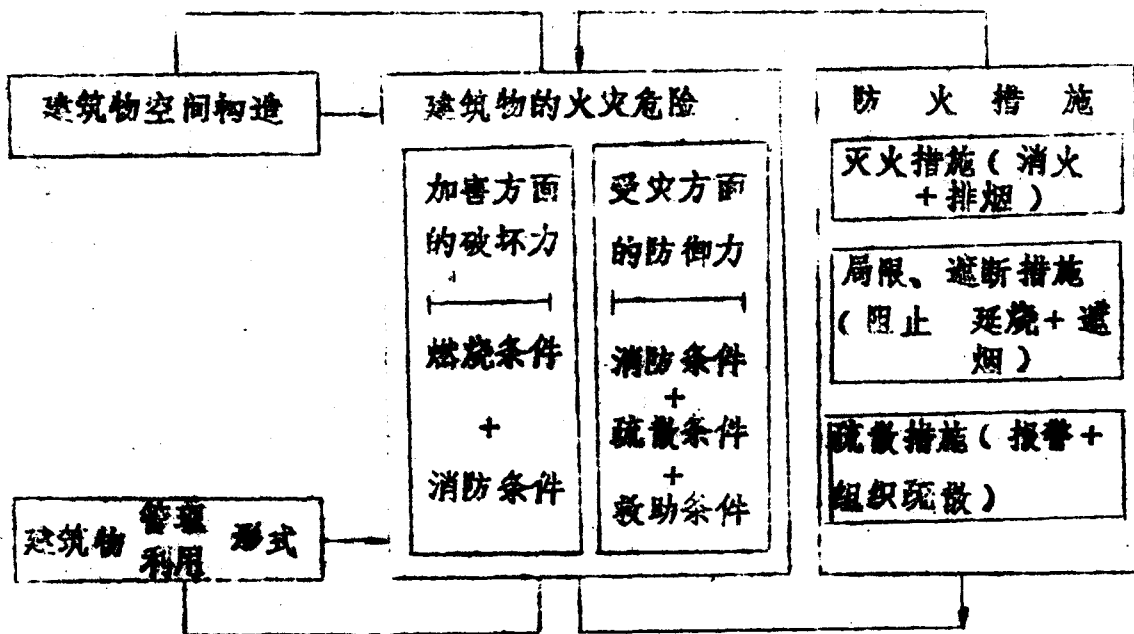 建筑物空间构造
建筑物的火灾危险
加害方面
的破坏力
燃烧条件
+
消防条件
受灾方面
的防御力
消防条件
+
疏散条件
+
救助条件
防 火 措 施
灭火措施(消火
+排烟)
局限、遮断措施
(阻止 延烧+遮
烟)
疏散措施(报警+
组织疏散)
建筑物 管理 形式
利用